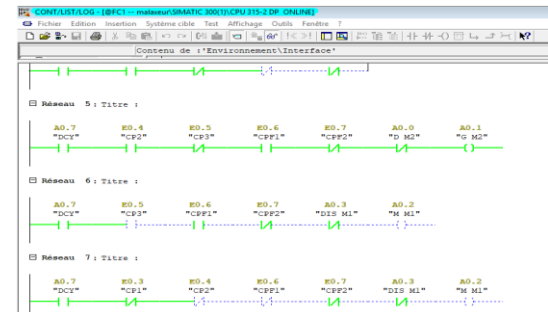 CONT/LIST/LOG - [@FC1 -- malaxeur\SIMATIC 300(1)\CPU 315-2 DP ONLINE]
Fichier Edition Insertion Système cible Test Affichage Outils Fenêtre ?
Contenu de :'Environnement\Interface'
Réseau 5 : Titre :
A0.7 E0.4 E0.5 E0.6 E0.7 A0.0 A0.1
"DCY" "CP2" "CP3" "CPF1" "CPF2" "D M2" "G M2"
Réseau 6 : Titre :
A0.7 E0.5 E0.6 E0.7 A0.3 A0.2
"DCY" "CP3" "CPF1" "CPF2" "DIS M1" "M M1"
Réseau 7 : Titre :
A0.7 E0.3 E0.4 E0.6 E0.7 A0.3 A0.2
"DCY" "CP1" "CP2" "CPF1" "CPF2" "DIS M1" "M M1"